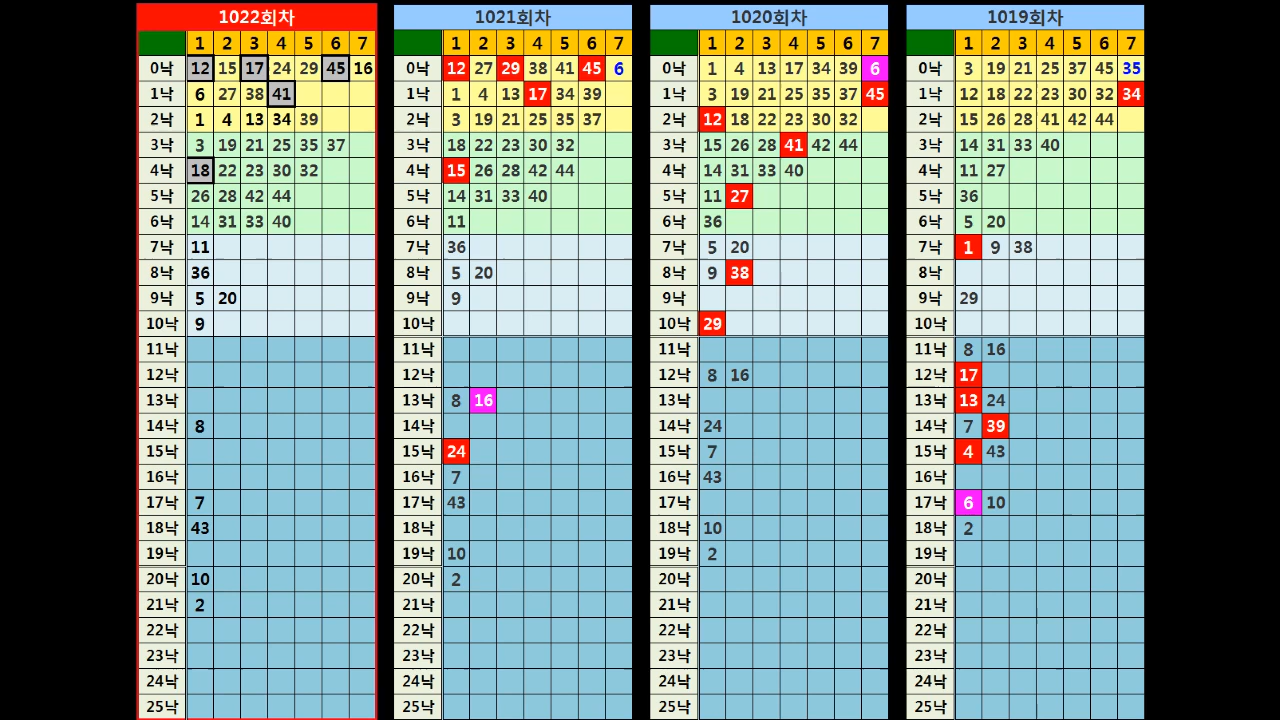 1022회차 1021회차 1020회차 1019회차
1 2 3 4 5 6 7 1 2 3 4 5 6 7 1 2 3 4 5 6 7 1 2 3 4 5 6 7
0낙 12 15 17 24 29 45 16 0낙 12 27 29 38 41 45 6 0낙 1 4 13 17 34 39 6 0낙 3 19 21 25 37 45 35
1낙 6 27 38 41 1낙 1 4 13 17 34 39 1낙 3 19 21 25 35 37 45 1낙 12 18 22 23 30 32 34
2낙 1 4 13 34 39 2낙 3 19 21 25 35 37 2낙 12 18 22 23 30 32 2낙 15 26 28 41 42 44
3낙 3 19 21 25 35 37 3낙 18 22 23 30 32 3낙 15 26 28 41 42 44 3낙 14 31 33 40
4낙 18 22 23 30 32 4낙 15 26 28 42 44 4낙 14 31 33 40 4낙 11 27
5낙 26 28 42 44 5낙 14 31 33 40 5낙 11 27 5낙 36
6낙 14 31 33 40 6낙 11 6낙 36 6낙 5 20
7낙 11 7낙 36 7낙 5 20 7낙 1 9 38
8낙 36 8낙 5 20 8낙 9 38 8낙
9낙 5 20 9낙 9 9낙 9낙 29
10낙 9 10낙 10낙 29 10낙
11낙 11낙 11낙 11낙 8 16
12낙 12낙 12낙 8 16 12낙 17
13낙 13낙 8 16 13낙 13낙 13 24
14낙 8 14낙 14낙 24 14낙 7 39
15낙 15낙 24 15낙 7 15낙 4 43
16낙 16낙 7 16낙 43 16낙
17낙 7 17낙 43 17낙 17낙 6 10
18낙 43 18낙 18낙 10 18낙 2
19낙 19낙 10 19낙 2 19낙
20낙 10 20낙 2 20낙 20낙
21낙 2 21낙 21낙 21낙
22낙 22낙 22낙 22낙
23낙 23낙 23낙 23낙
24낙 24낙 24낙 24낙
25낙 25낙 25낙 25낙